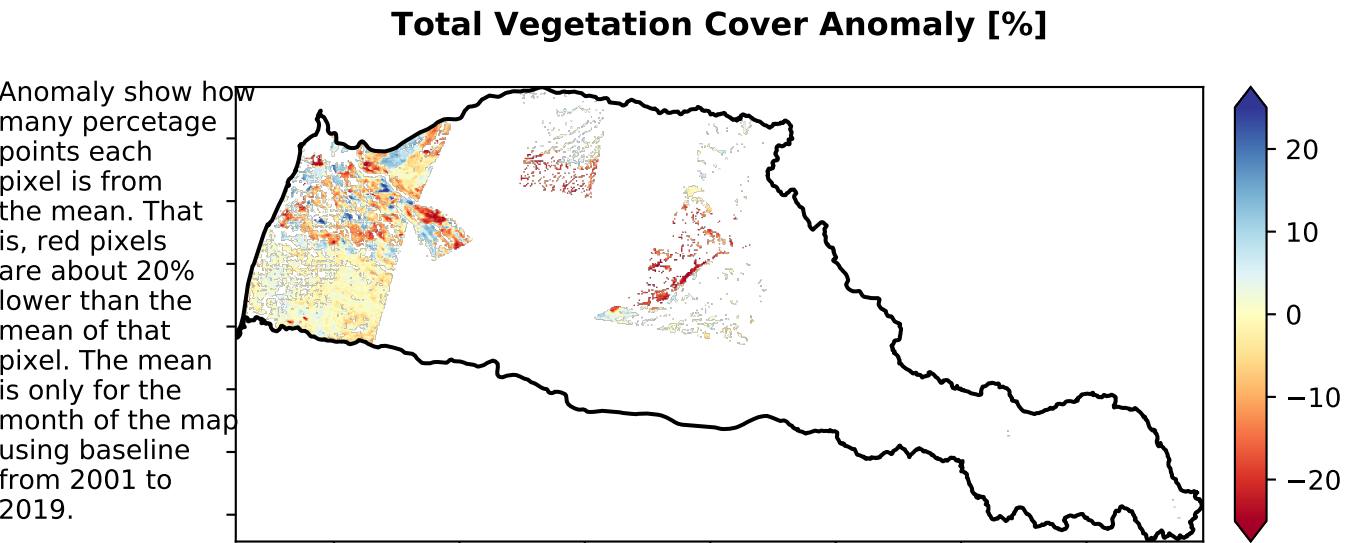 Total Vegetation Cover Anomaly [%]
Anomaly show how
many percetage
points each
pixel is from
the mean. That
is, red pixels
are about 20%
lower than the
mean of that
pixel. The mean
is only for the
month of the map
using baseline
from 2001 to
2019.
20
10
0
−10
−20